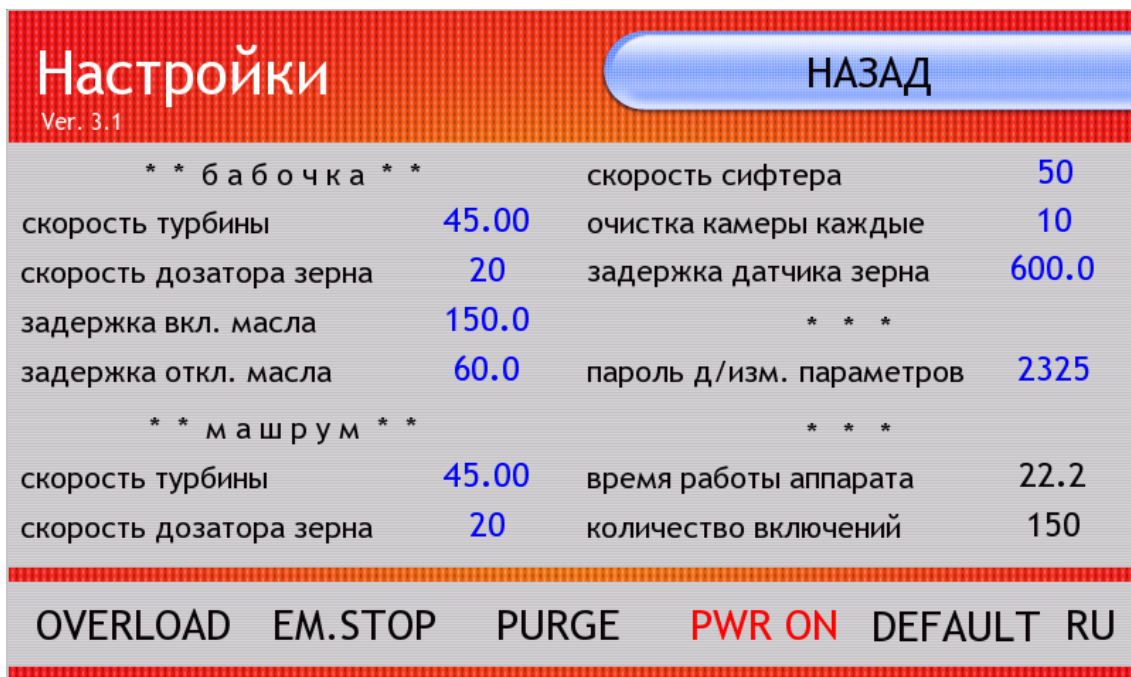 Настройки
НАЗАД
Ver. 3.1
* * б а б о ч к а * *
скорость турбины 45.00
скорость дозатора зерна 20
задержка вкл. масла 150.0
задержка откл. масла 60.0
* * м а ш р у м * *
скорость турбины 45.00
скорость дозатора зерна 20
скорость сифтера 50
очистка камеры каждые 10
задержка датчика зерна 600.0
* * *
пароль д/изм. параметров 2325
* * *
время работы аппарата 22.2
количество включений 150
OVERLOAD EM.STOP PURGE PWR ON DEFAULT RU